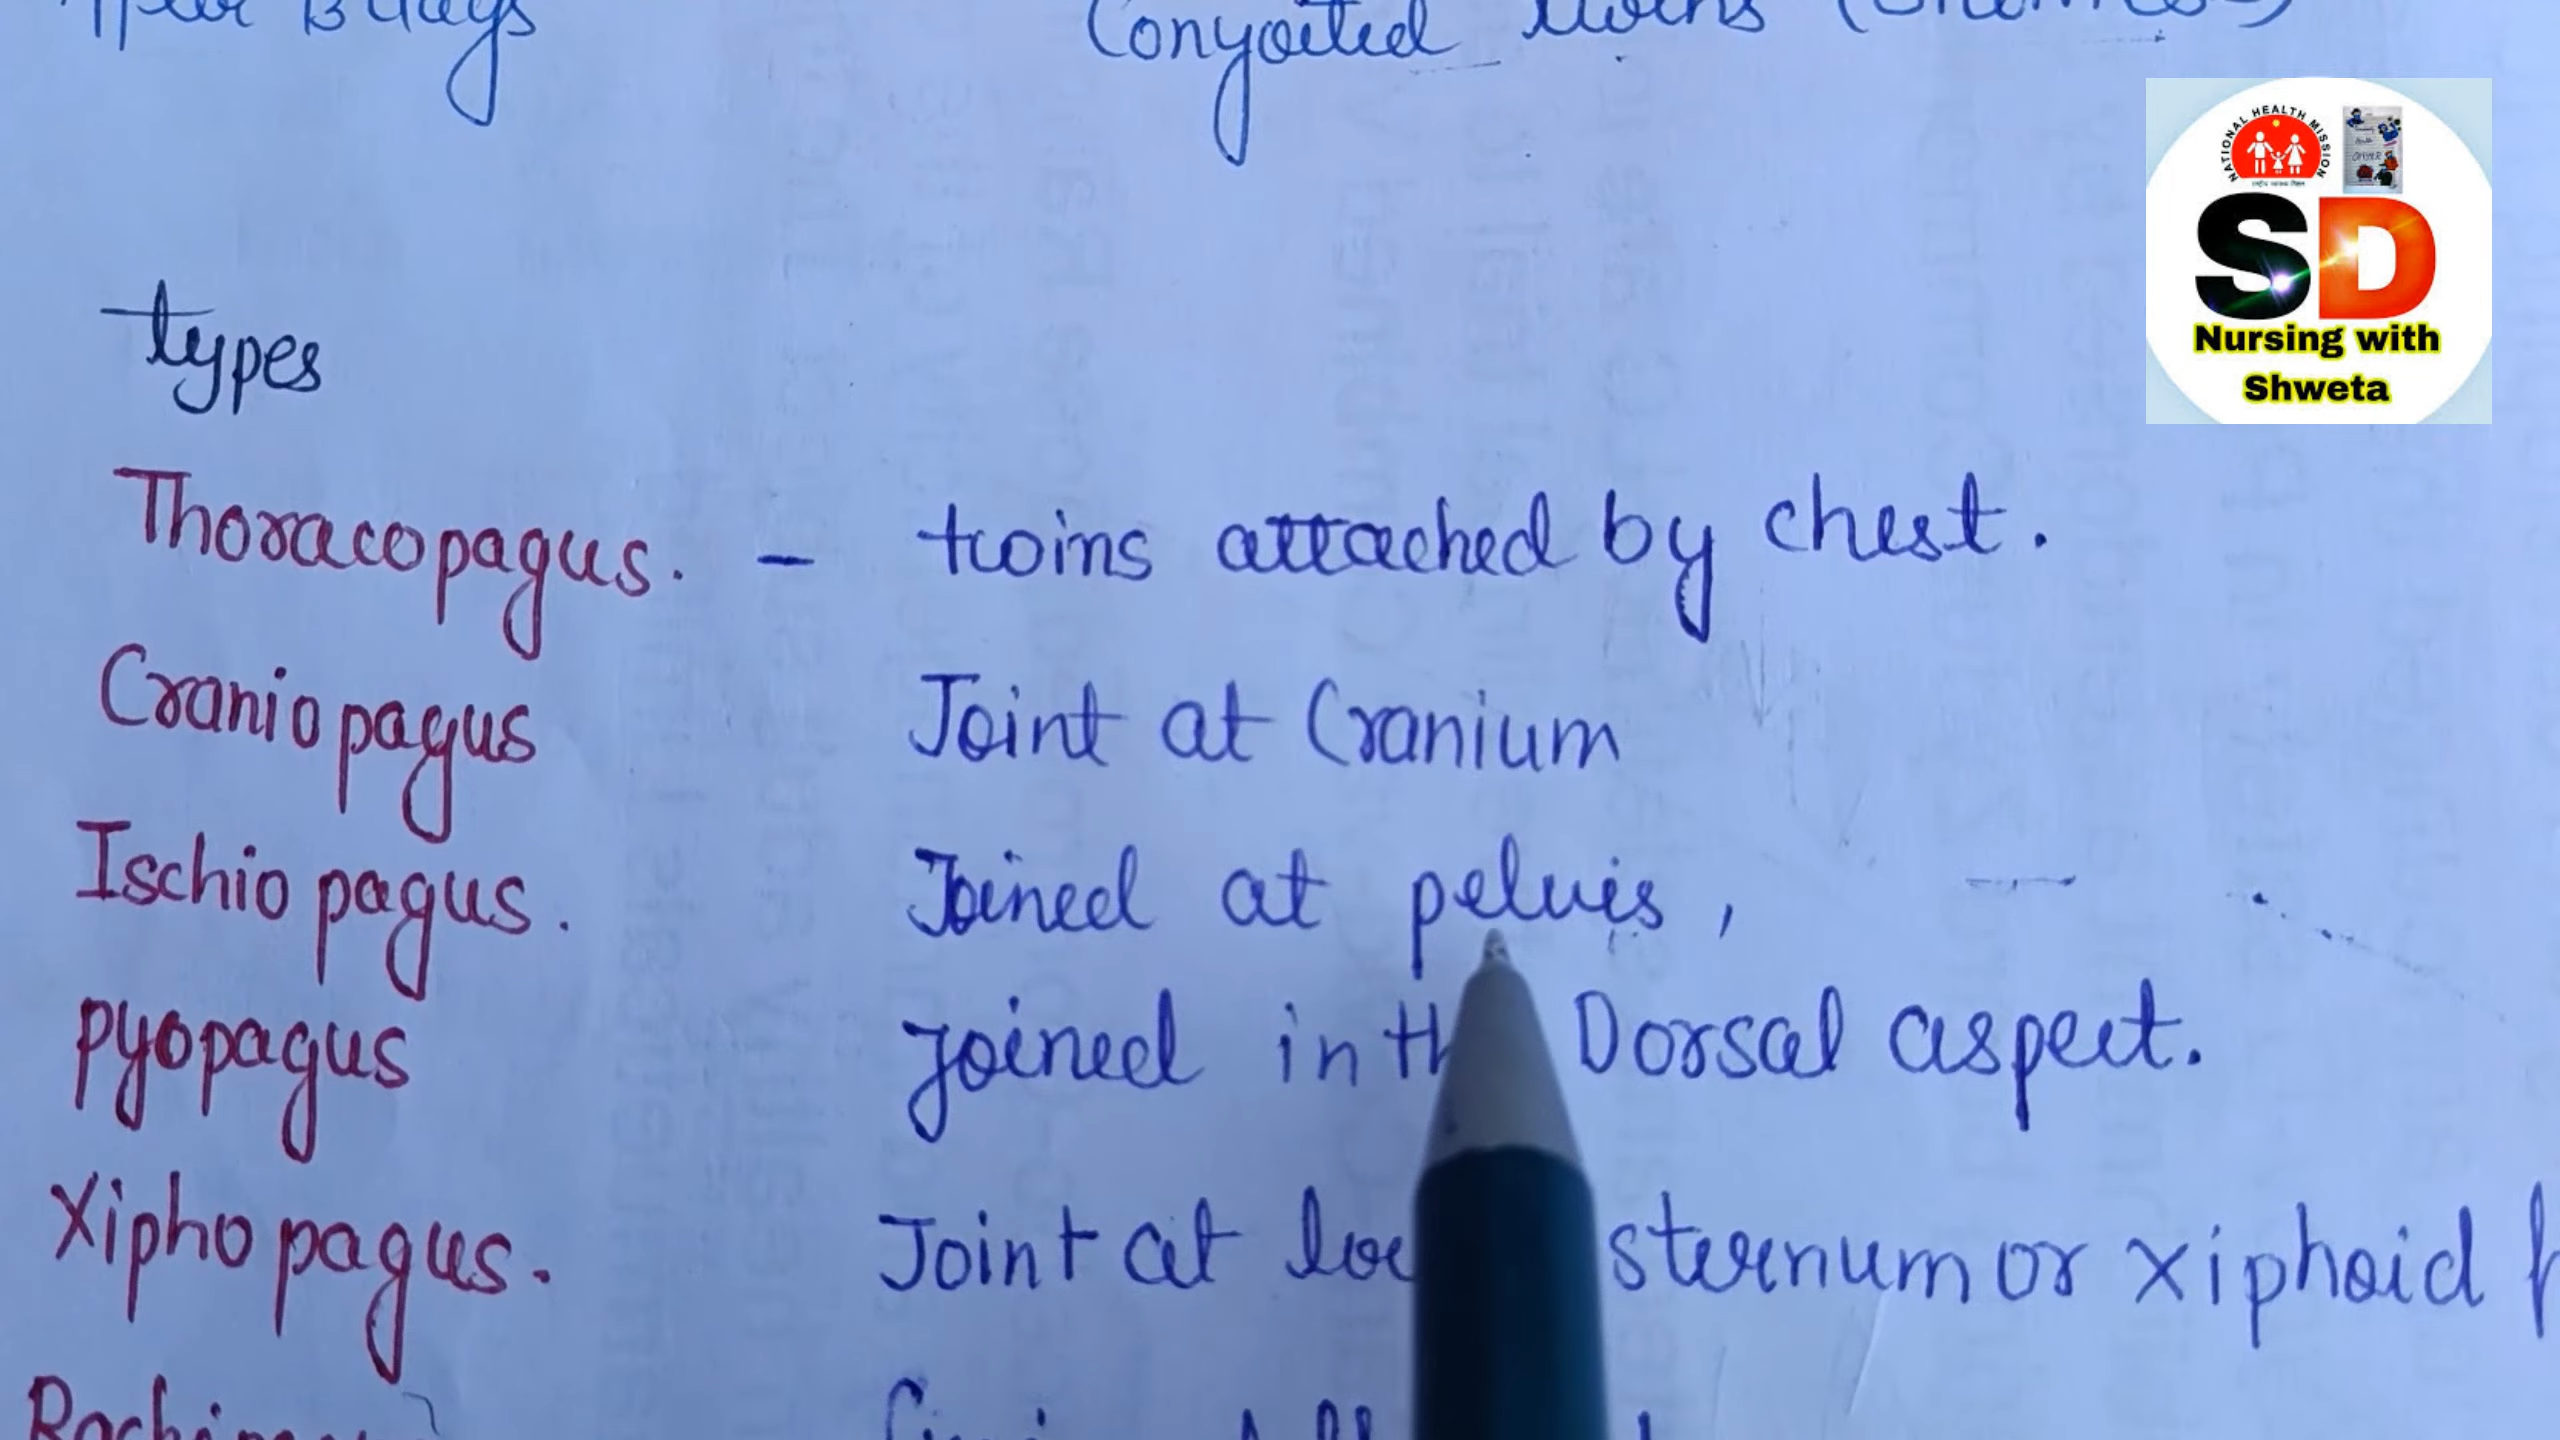 Conyoited twins
NATIONAL HEALTH MISSION
SD
Nursing with
Shweta
types
Thoracopagus. - twins attached by chest.
Craniopagus Joint at Cranium
Ischiopagus. Joined at pelvis,
pyopagus joined in th Dorsal aspect.
Xiphopagus. Joint at sternum or xiphoid